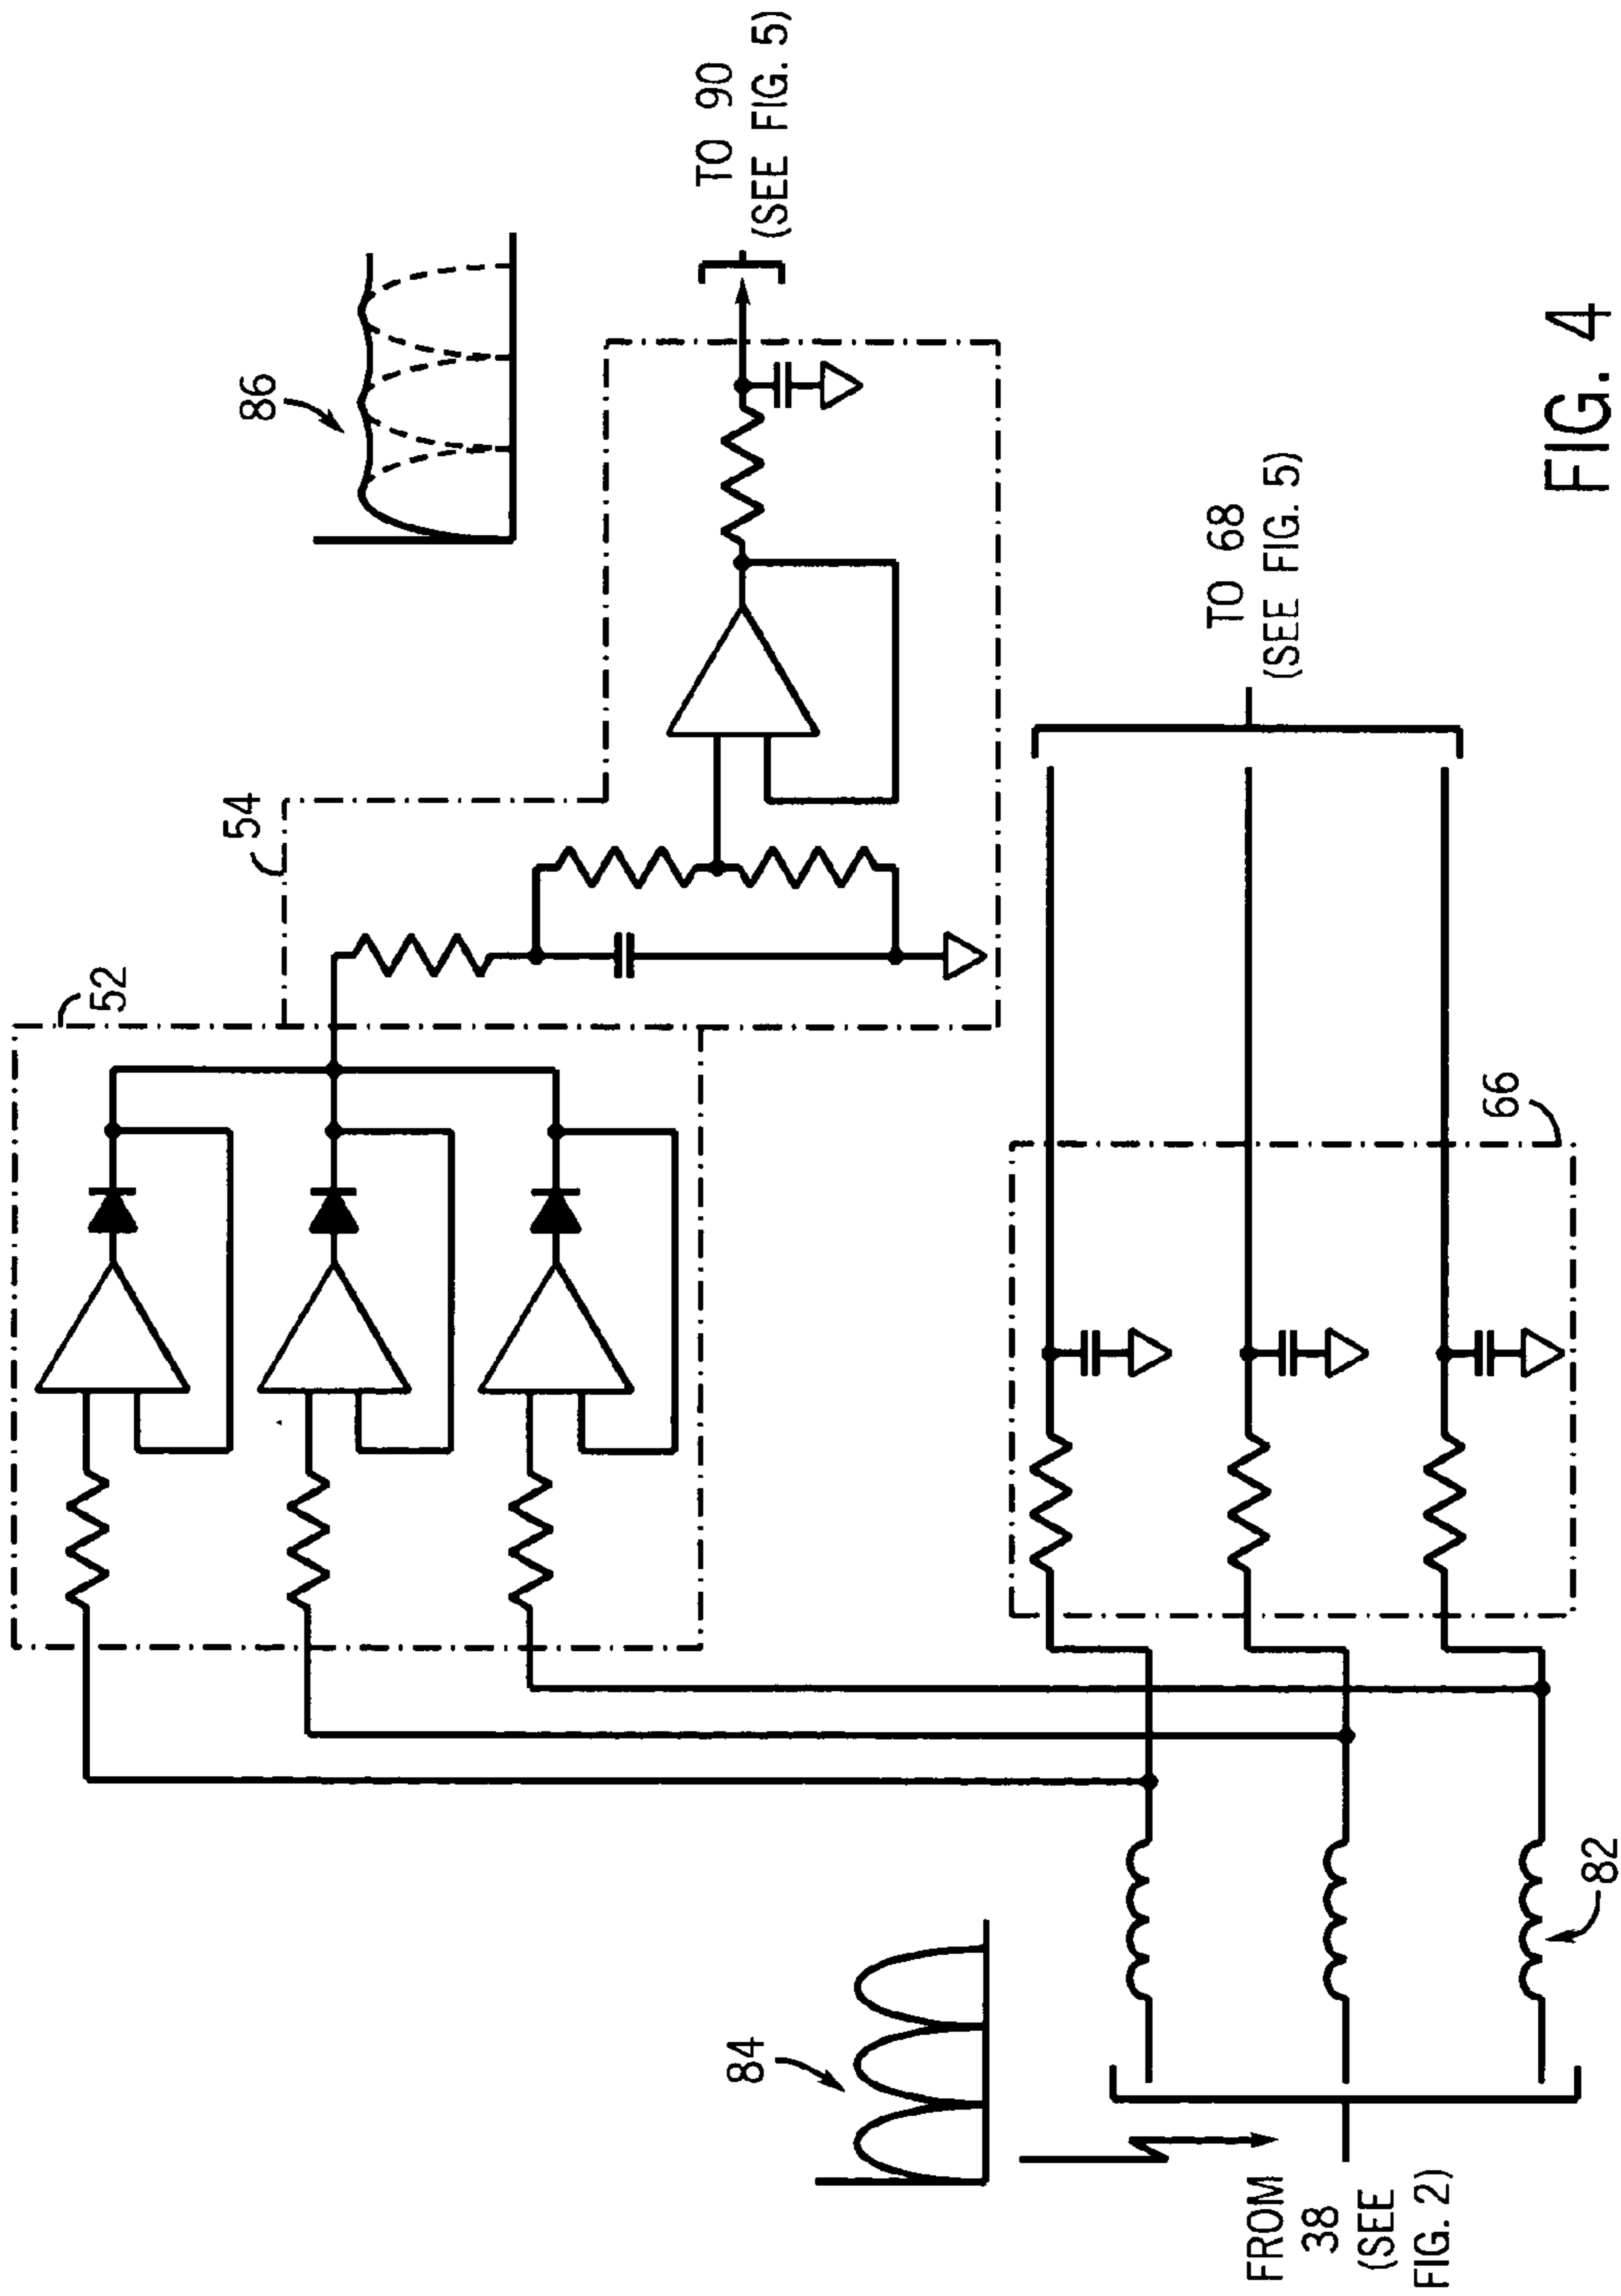 86
TO 90
(SEE FIG. 5)
54
52
84
TO 68
(SEE FIG. 5)
66
82
FROM
38
(SEE
FIG. 2)
FIG. 4